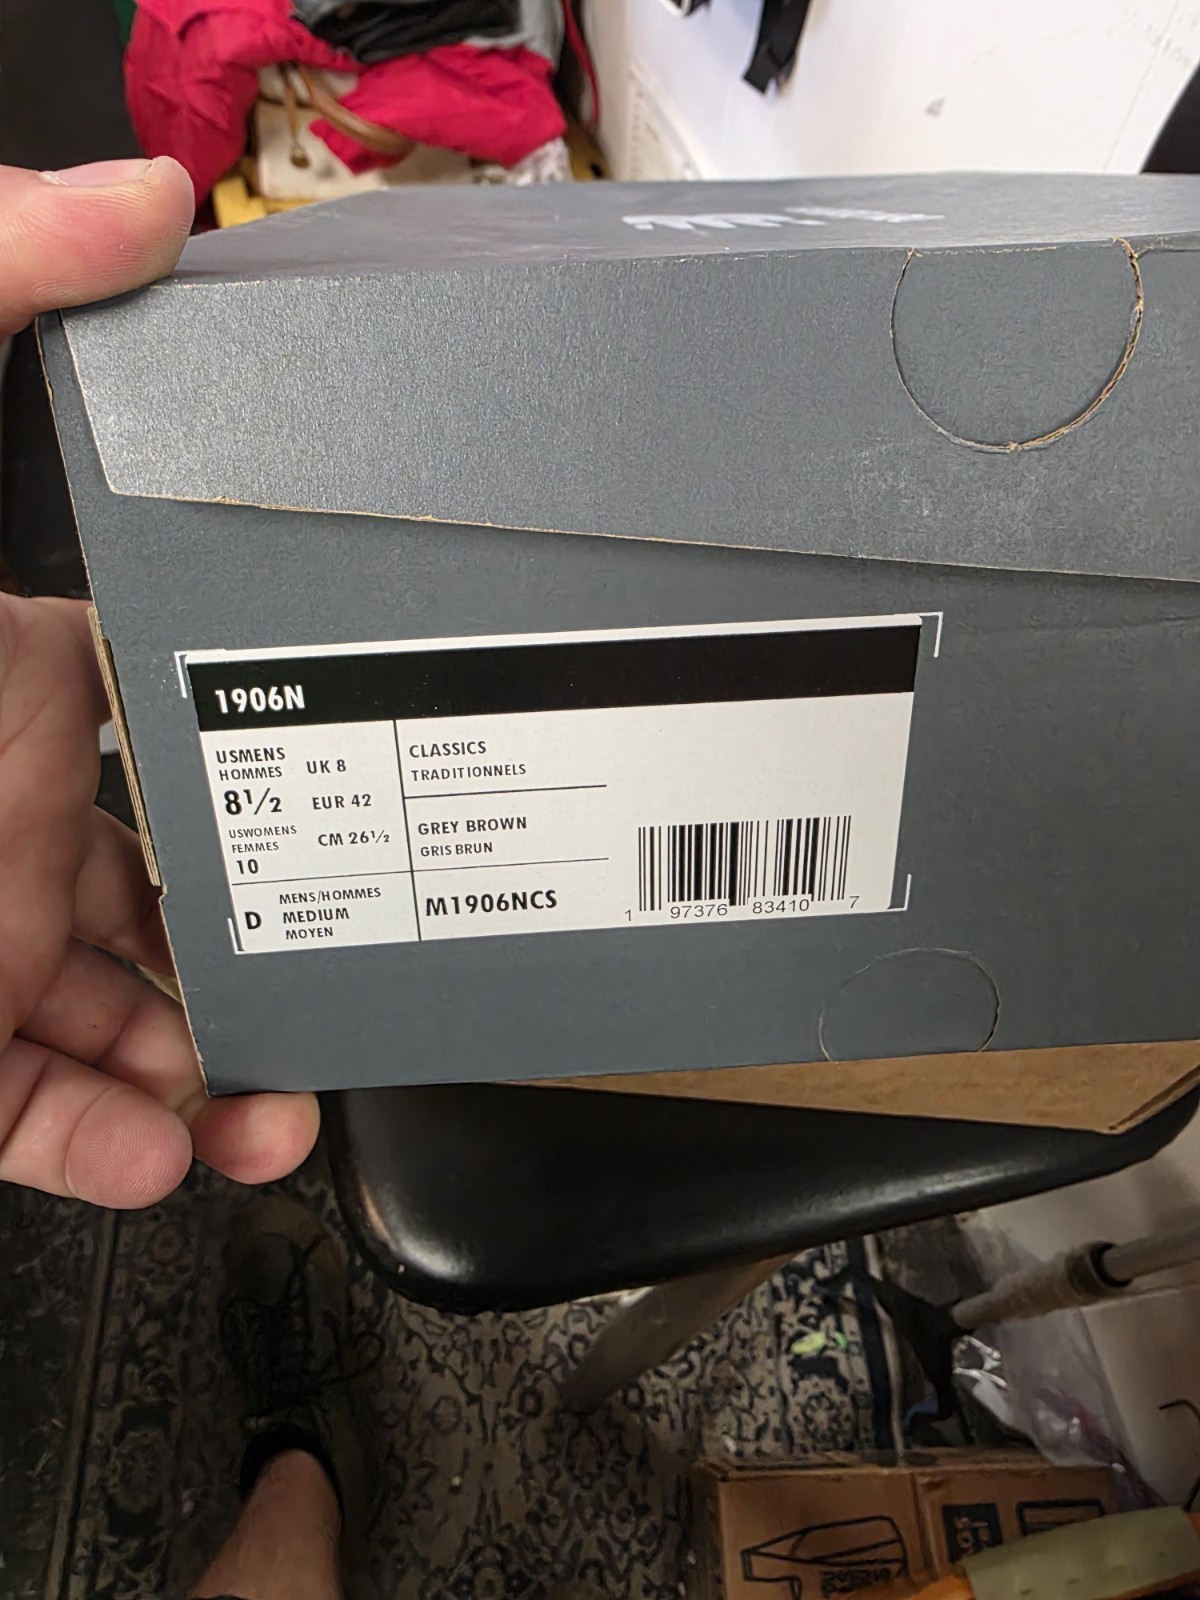 1906N
USMENS
HOMMES
8½
USWOMENS
FEMMES
10
UK 8
EUR 42
CM 26½
CLASSICS
TRADITIONNELS
GREY BROWN
GRIS BRUN
D
MENS/HOMMES
MEDIUM
MOYEN
M1906NCS
1 97376 83410 7